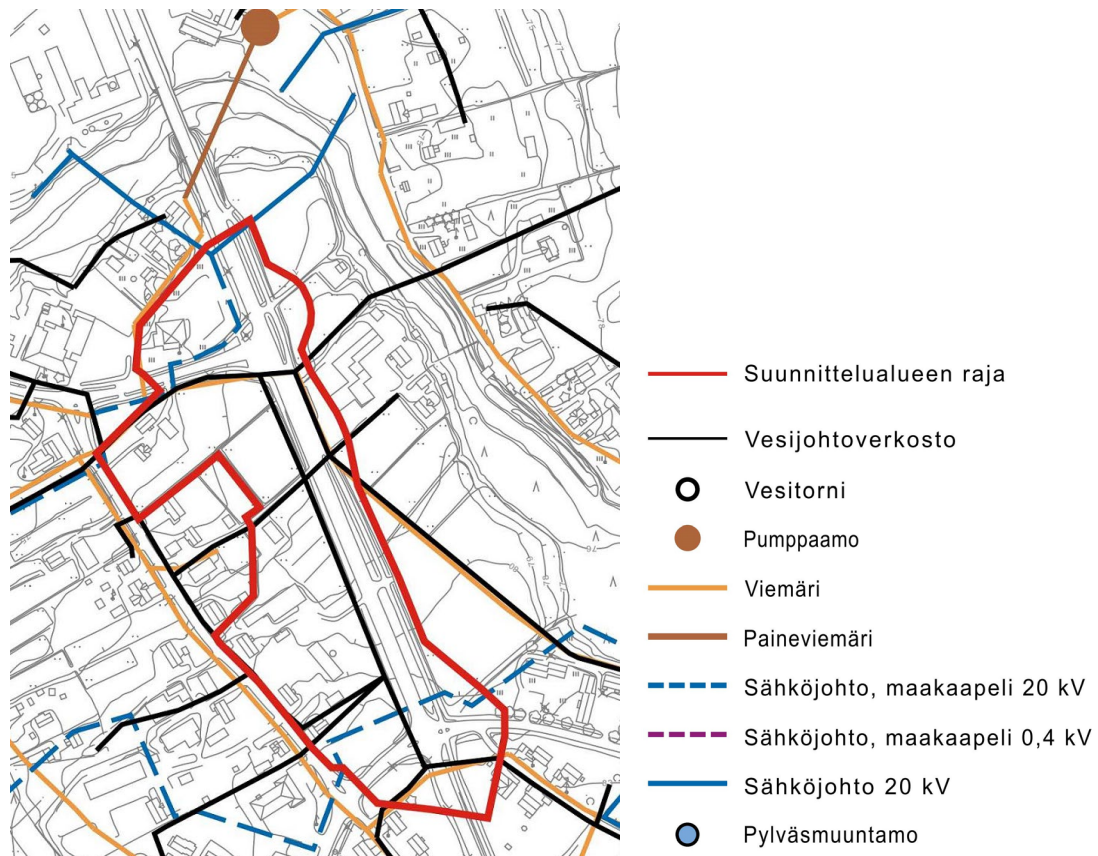 Suunnittelualueen raja
Vesijohtoverkosto
Vesitorni
Pumppaamo
Viemäri
Paineviemäri
Sähköjohto, maakaapeli 20 kV
Sähköjohto, maakaapeli 0,4 kV
Sähköjohto 20 kV
Pylväsmuuntamo